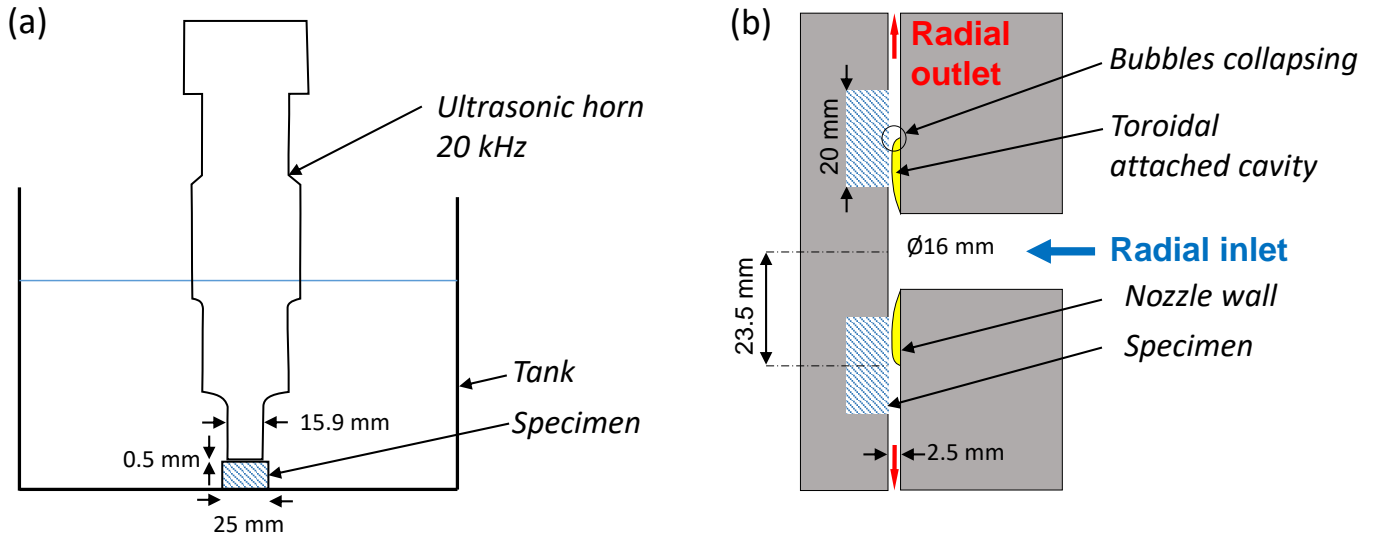 (a)
Ultrasonic horn
20 kHz
Tank
15.9 mm
Specimen
0.5 mm
25 mm
(b)
Radial
outlet
Bubbles collapsing
20 mm
Toroidal
attached cavity
Ø16 mm
Radial inlet
23.5 mm
Nozzle wall
Specimen
2.5 mm